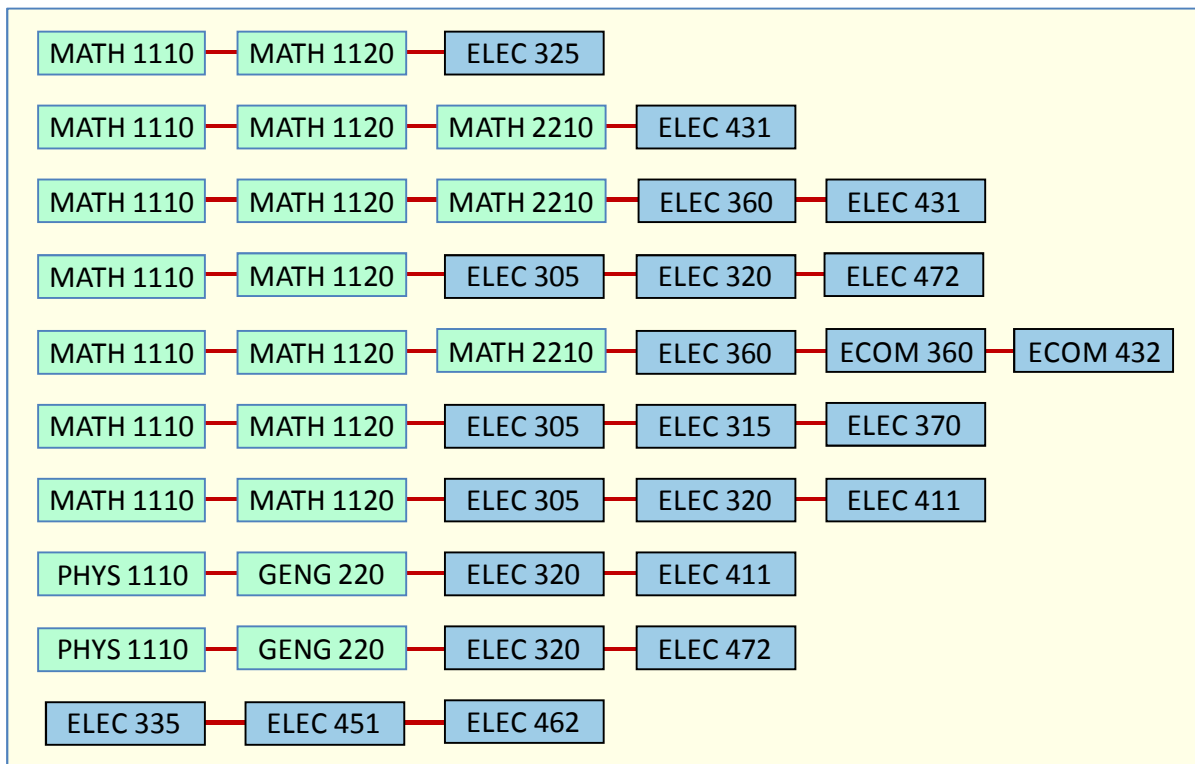 MATH 1110 MATH 1120 ELEC 325
MATH 1110 MATH 1120 MATH 2210 ELEC 431
MATH 1110 MATH 1120 MATH 2210 ELEC 360 ELEC 431
MATH 1110 MATH 1120 ELEC 305 ELEC 320 ELEC 472
MATH 1110 MATH 1120 MATH 2210 ELEC 360 ECOM 360 ECOM 432
MATH 1110 MATH 1120 ELEC 305 ELEC 315 ELEC 370
MATH 1110 MATH 1120 ELEC 305 ELEC 320 ELEC 411
PHYS 1110 GENG 220 ELEC 320 ELEC 411
PHYS 1110 GENG 220 ELEC 320 ELEC 472
ELEC 335 ELEC 451 ELEC 462